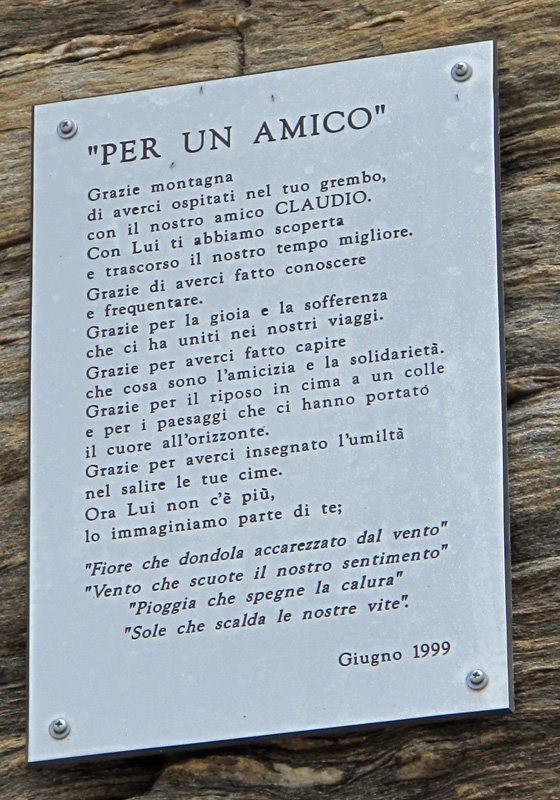 "PER UN AMICO"
Grazie montagna
di averci ospitati nel tuo grembo,
con il nostro amico CLAUDIO.
Con Lui ti abbiamo scoperta
e trascorso il nostro tempo migliore.
Grazie di averci fatto conoscere
e frequentare.
Grazie per la gioia e la sofferenza
che ci ha uniti nei nostri viaggi.
Grazie per averci fatto capire
che cosa sono l'amicizia e la solidarietà.
Grazie per il riposo in cima a un colle
e per i paesaggi che ci hanno portato
il cuore all'orizzonte.
Grazie per averci insegnato l'umiltà
nel salire le tue cime.
Ora Lui non c'è più,
lo immaginiamo parte di te;
"Fiore che dondola accarezzato dal vento"
"Vento che scuote il nostro sentimento"
"Pioggia che spegne la calura"
"Sole che scalda le nostre vite".
Giugno 1999